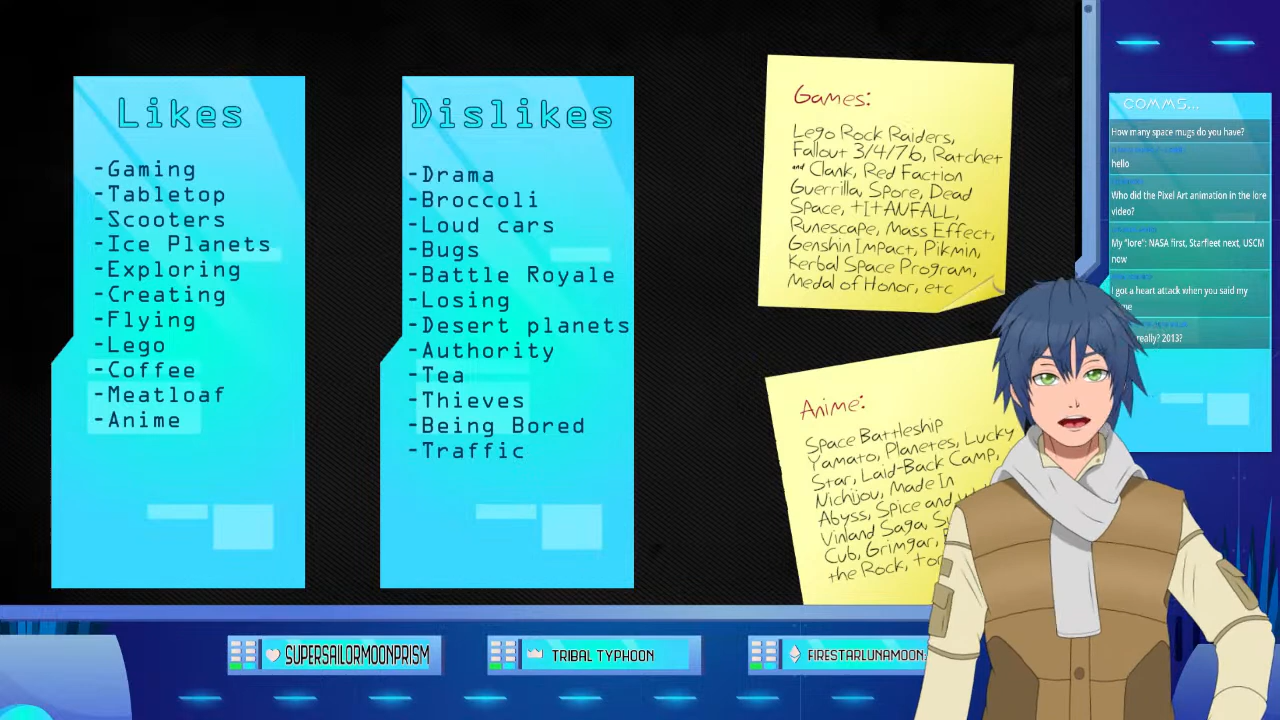 Likes
-Gaming
-Tabletop
-Scooters
-Ice Planets
-Exploring
-Creating
-Flying
-Lego
-Coffee
-Meatloaf
-Anime
Dislikes
-Drama
-Broccoli
-Loud cars
-Bugs
-Battle Royale
-Losing
-Desert planets
-Authority
-Tea
-Thieves
-Being Bored
-Traffic
Games:
Lego Rock Raiders,
Fallout 3/4/76, Ratchet
and Clank, Red Faction
Guerrilla, Spore, Dead
Space, tItANFALL,
Runescape, Mass Effect,
Genshin Impact, Pikmin,
Kerbal Space Program,
Medal of Honor, etc
Anime:
Space Battleship
Yamato, Planetes, Lucky
Star, Laid-Back Camp,
Nichijou, Made In
Abyss, Spice and
Vinland Saga,
Cub, Grimgar,
the Rock,
COMMS...
How many space mugs do you have?
hello
Who did the Pixel Art animation in the lore
video?
My "lore": NASA first, Starfleet next, USCM
now
I got a heart attack when you said my
really? 2013?
SUPERSAILORMOONPRISM
TRIBAL TYPHOON
FIRESTARLUNAMOON